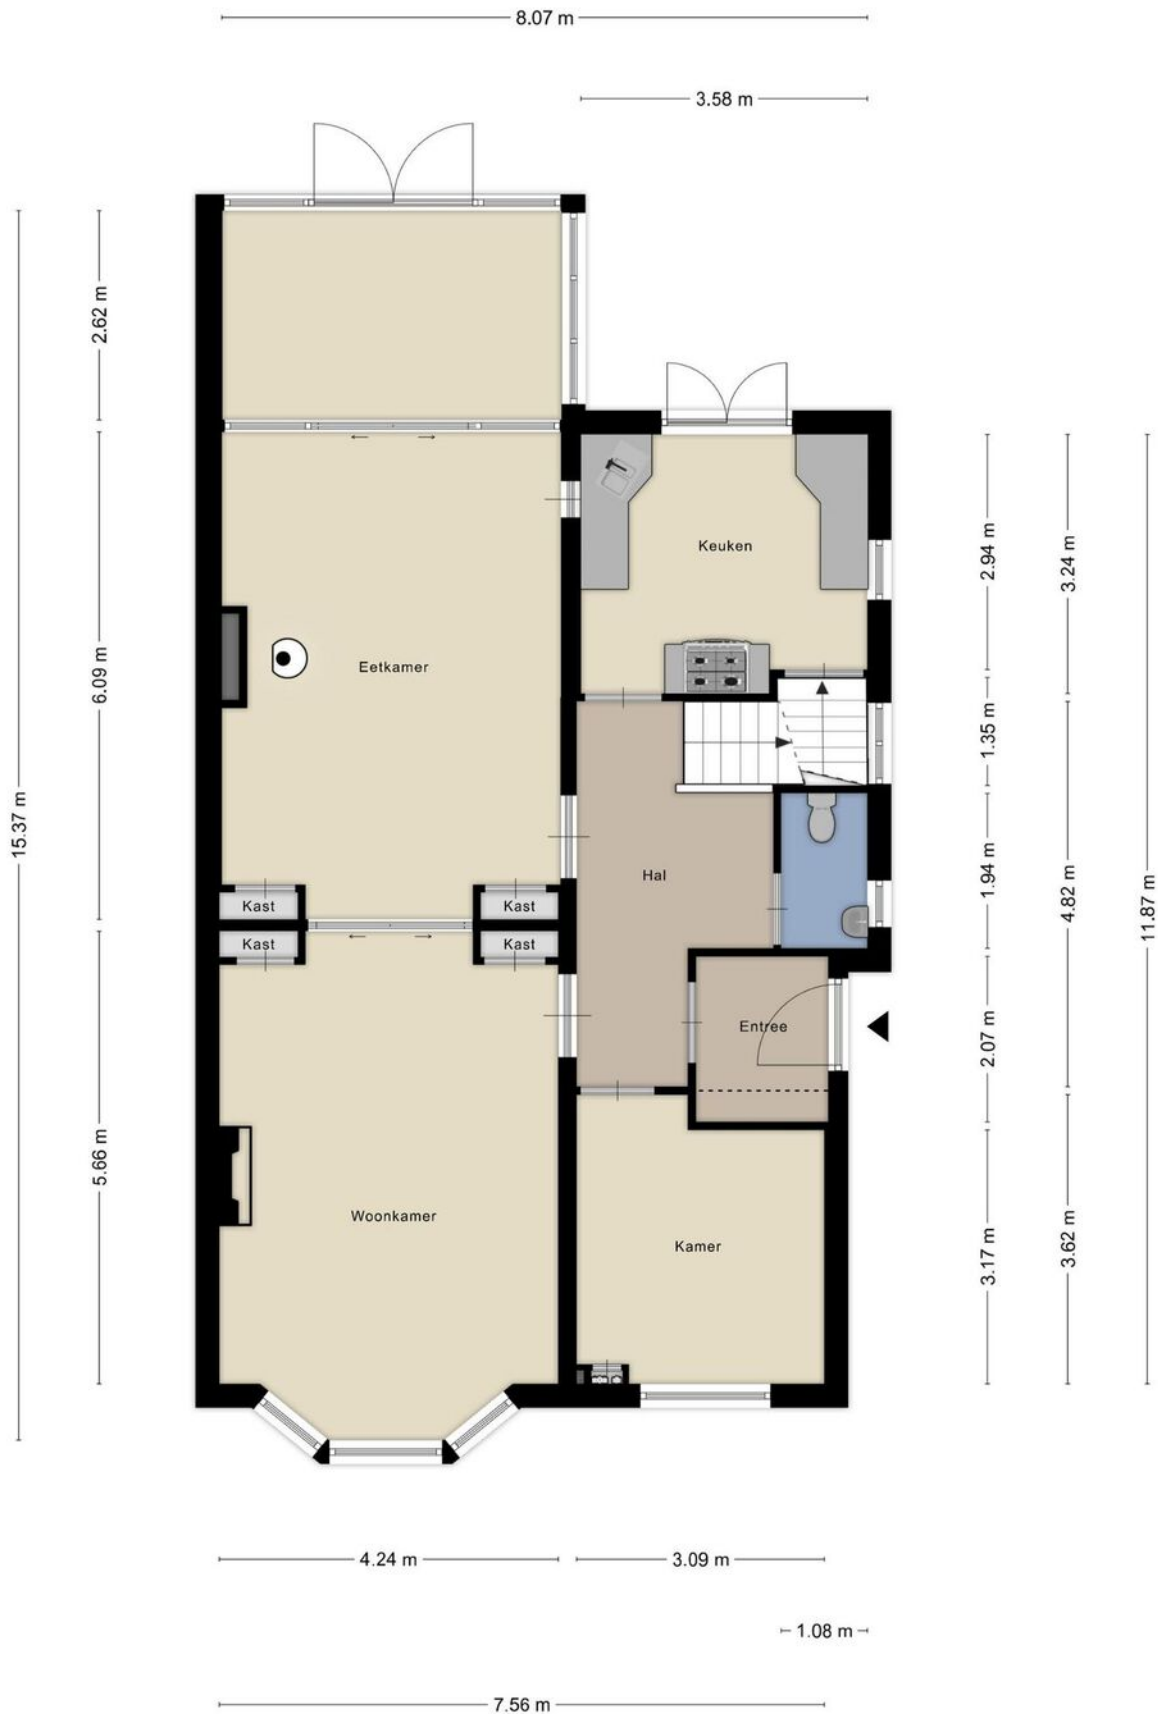 8.07 m
3.58 m
2.62 m
Keuken
2.94 m
3.24 m
6.09 m
Eetkamer
1.35 m
15.37 m
Hal
1.94 m
4.82 m
11.87 m
Kast
Kast
Kast
Kast
Entree
2.07 m
5.66 m
Woonkamer
Kamer
3.17 m
3.62 m
4.24 m
3.09 m
1.08 m
7.56 m